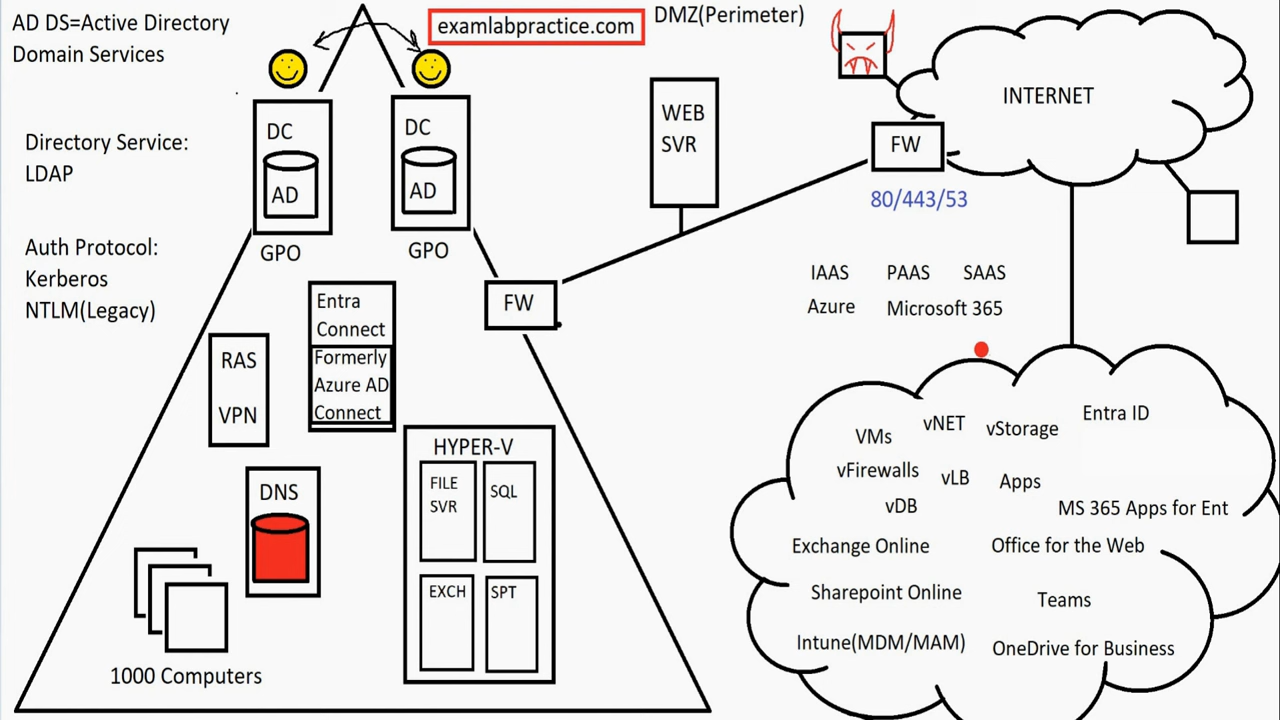 AD DS=Active Directory
Domain Services
examlabpractice.com
DMZ(Perimeter)
Directory Service:
LDAP
Auth Protocol:
Kerberos
NTLM(Legacy)
DC
AD
GPO
DC
AD
GPO
WEB
SVR
FW
80/443/53
INTERNET
FW
Entra
Connect
Formerly
Azure AD
Connect
RAS
VPN
DNS
1000 Computers
HYPER-V
FILE
SVR
SQL
EXCH
SPT
IAAS PAAS SAAS
Azure Microsoft 365
VMs
vNET
vStorage
Entra ID
vFirewalls
vLB
Apps
vDB
MS 365 Apps for Ent
Exchange Online
Office for the Web
Sharepoint Online
Teams
Intune(MDM/MAM)
OneDrive for Business